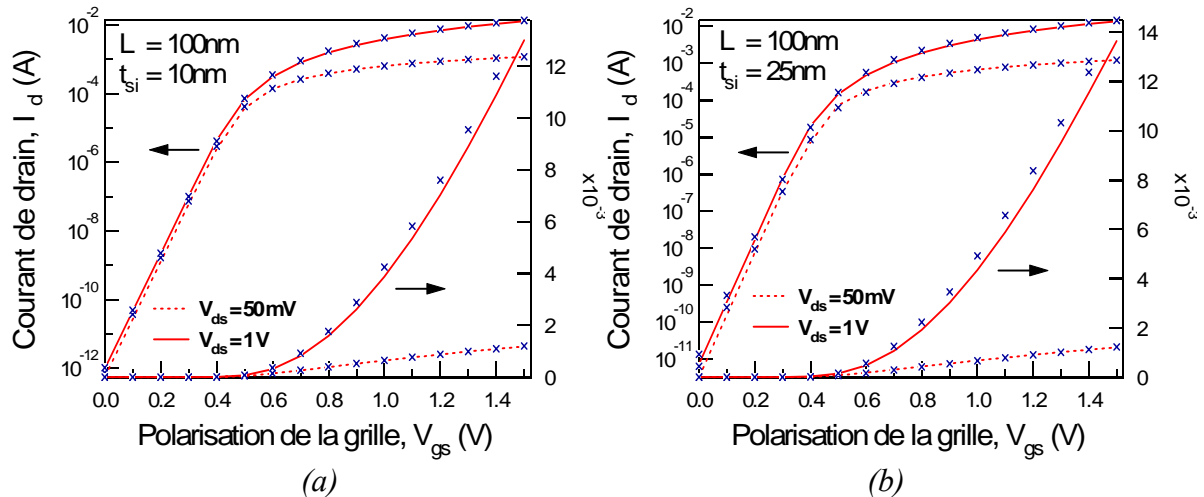 10⁻²
10⁻⁴
10⁻⁶
10⁻⁸
10⁻¹⁰
10⁻¹²
Courant de drain, I_d (A)
L = 100nm
t_si = 10nm
V_ds = 50mV
V_ds = 1V
12
10
8
6
4
2
0
x10⁻³
0.0 0.2 0.4 0.6 0.8 1.0 1.2 1.4
Polarisation de la grille, V_gs (V)
(a)
10⁻²
10⁻³
10⁻⁴
10⁻⁵
10⁻⁶
10⁻⁷
10⁻⁸
10⁻⁹
10⁻¹⁰
10⁻¹¹
Courant de drain, I_d (A)
L = 100nm
t_si = 25nm
V_ds = 50mV
V_ds = 1V
14
12
10
8
6
4
2
0
x10⁻³
0.0 0.2 0.4 0.6 0.8 1.0 1.2 1.4
Polarisation de la grille, V_gs (V)
(b)